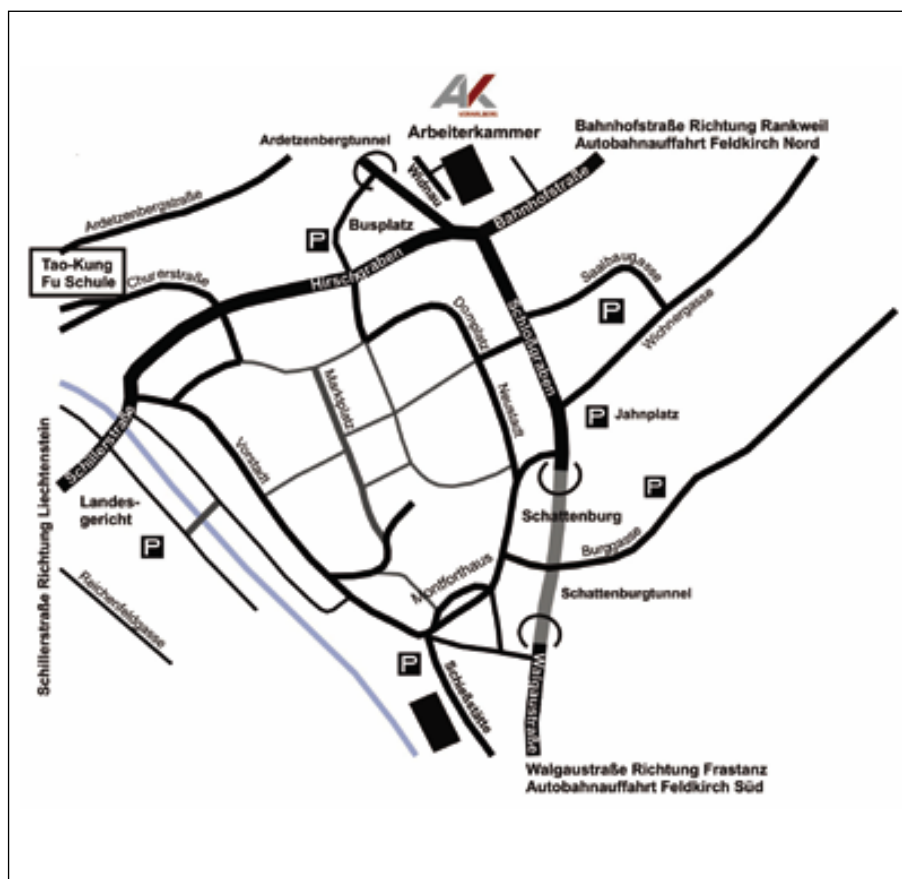 AK
VORARLBERG
Arbeiterkammer
Bahnhofstraße Richtung Rankweil
Autobahnauffahrt Feldkirch Nord
Ardetzenbergtunnel
Widnau
Bahnhofstraße
Ardetzenbergstraße
Busplatz
P
Tao-Kung
Fu Schule
Churerstraße
Hirschgraben
Saalbaugasse
P
Domplatz
Schloßgraben
Wichnergasse
Marktplatz
Neustadt
P Jahnplatz
Schillerstraße
Vorstadt
P
Landes-
gericht
Schattenburg
P
Burggasse
Montforthaus
Schattenburgtunnel
Reichenfeldgasse
Schillerstraße Richtung Liechtenstein
P
Schießstätte
Walgaustraße
Walgaustraße Richtung Frastanz
Autobahnauffahrt Feldkirch Süd